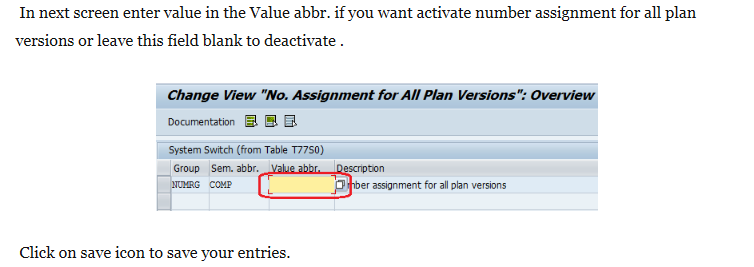 In next screen enter value in the Value abbr. if you want activate number assignment for all plan
versions or leave this field blank to deactivate .
Change View "No. Assignment for All Plan Versions": Overview
Documentation
System Switch (from Table T77S0)
Group Sem. abbr. Value abbr. Description
NUMRG COMP mber assignment for all plan versions
Click on save icon to save your entries.